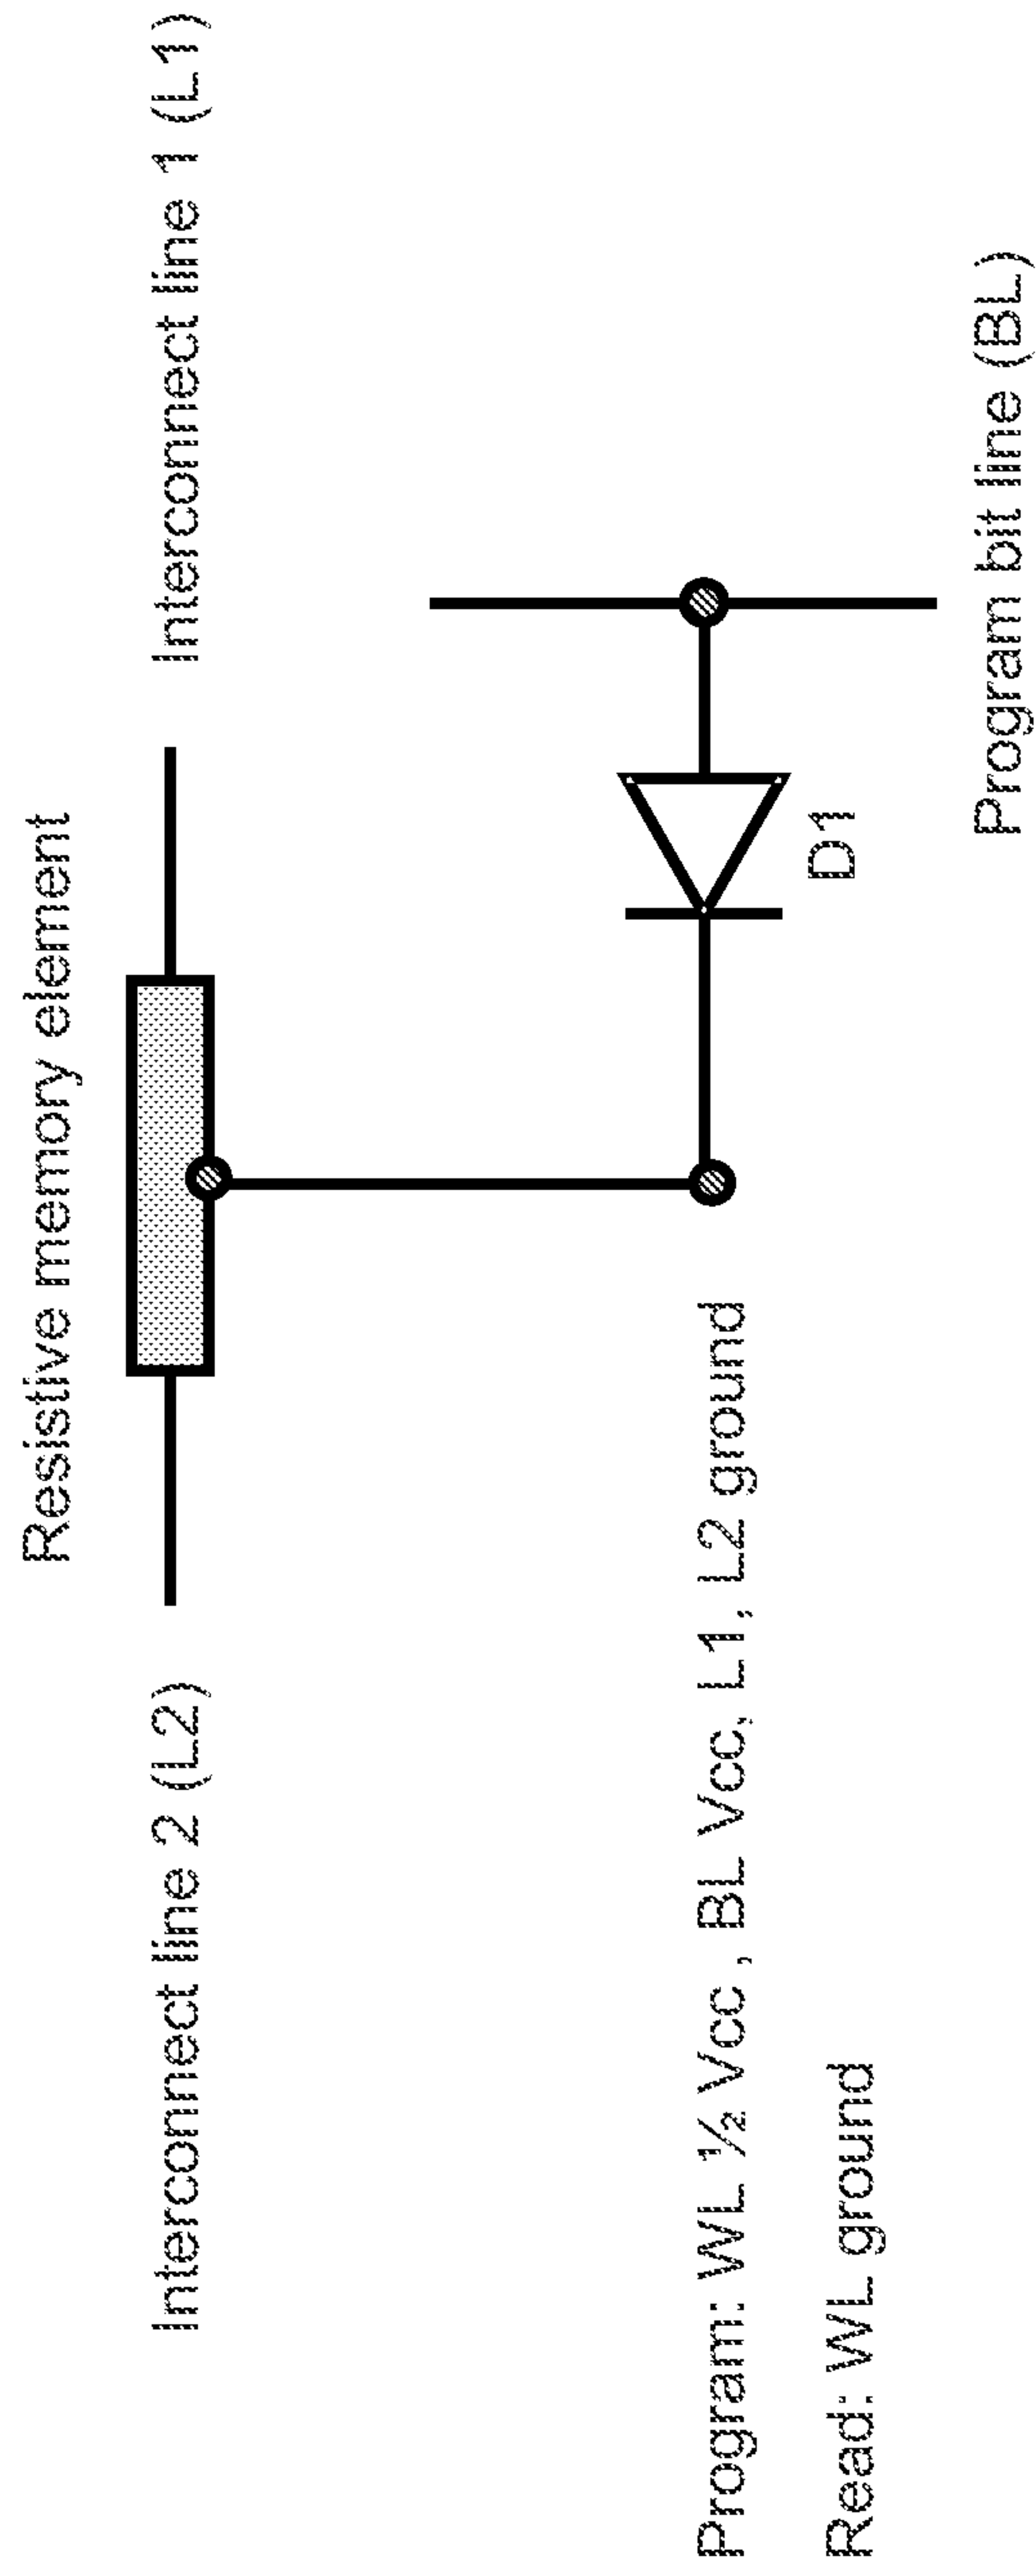 Resistive memory element
Interconnect line 2 (L2)
Interconnect line 1 (L1)
Program: WL ½ Vcc , BL Vcc, L1, L2 ground
D1
Read: WL ground
Program bit line (BL)